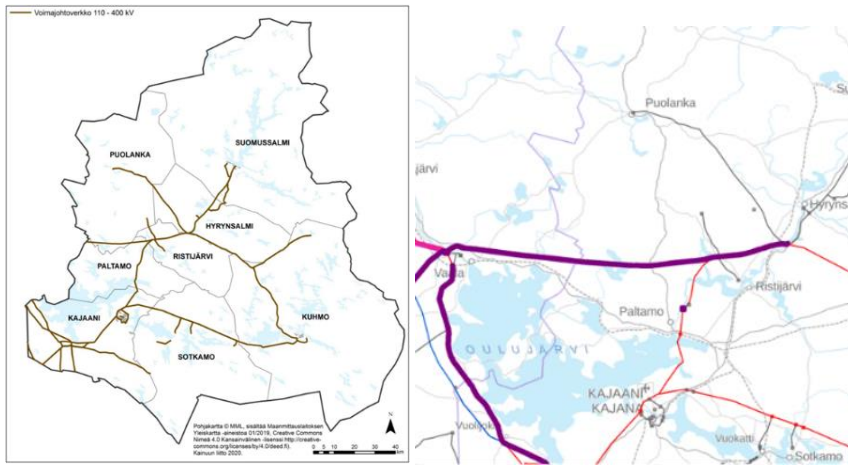 Voimajohtoverkko 110 - 400 kV
PUOLANKA
SUOMUSSALMI
HYRYNSALMI
RISTIJÄRVI
PALTAMO
KAJAANI
KUHMO
SOTKAMO
Pohjakartta © MML, sisältää Maanmittauslaitoksen
Yleiskartta -aineistoa 01/2019, Creative Commons
Nimeä 4.0 Kansainvälinen -lisenssi http://creative-
commons.org/licenses/by/4.0/deed.fi).
Kainuun liitto 2020.
N
0 5 10 20 30 40
km
Puolanka
järvi
Su
Hyryns
Vaala
Ristijärvi
Paltamo
OULUJÄRVI
KAJAANI
KAJANA
Vuolijok
Vuokatti
Sotkamo